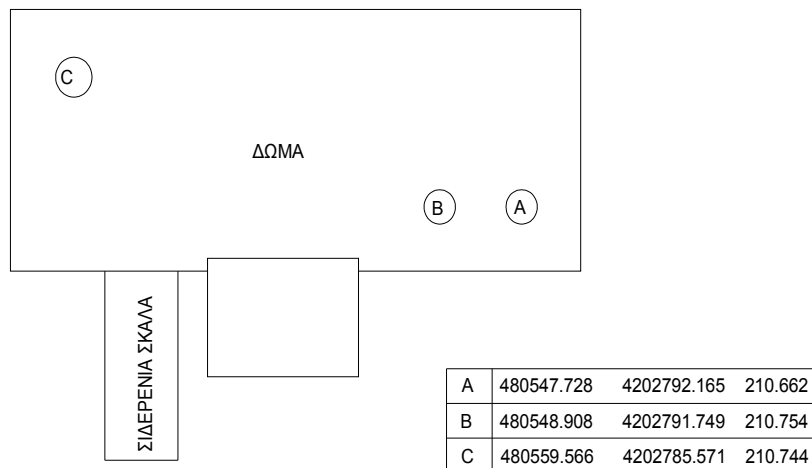 C
ΔΩΜΑ
B
A
ΣΙΔΕΡΕΝΙΑ ΣΚΑΛΑ
A 480547.728 4202792.165 210.662
B 480548.908 4202791.749 210.754
C 480559.566 4202785.571 210.744